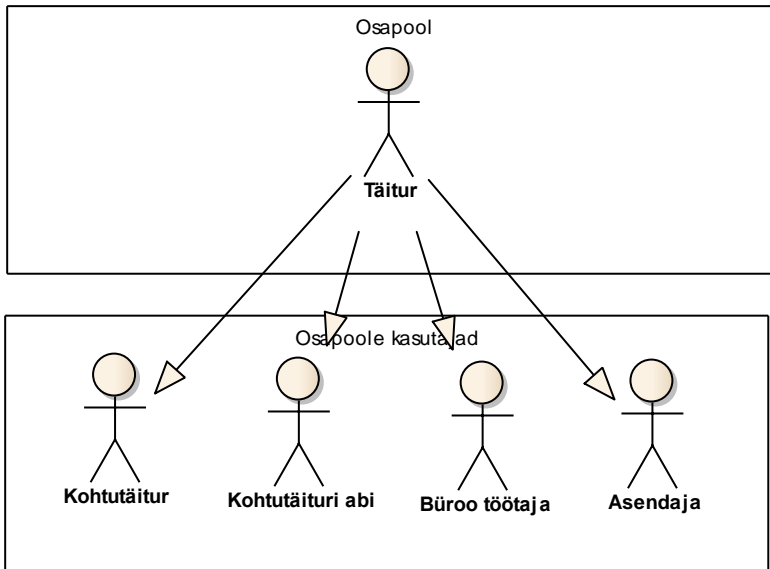 Osapool
Täitur
Osapoole kasutajad
Kohtutäitur
Kohtutäituri abi
Büroo töötaja
Asendaja